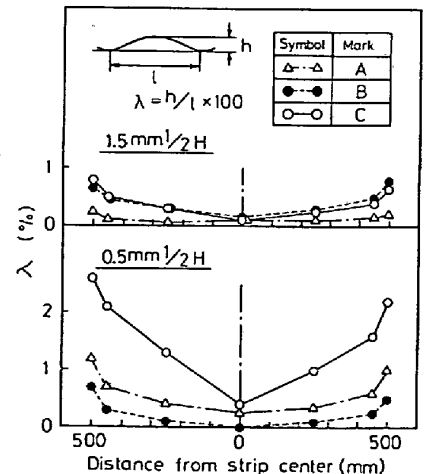 h
l
λ = h/l ×100
Symbol Mark
A
B
C
1.5mm 1/2 H
1
0
λ (%)
0.5mm 1/2 H
2
1
0
500 0 500
Distance from strip center (mm)